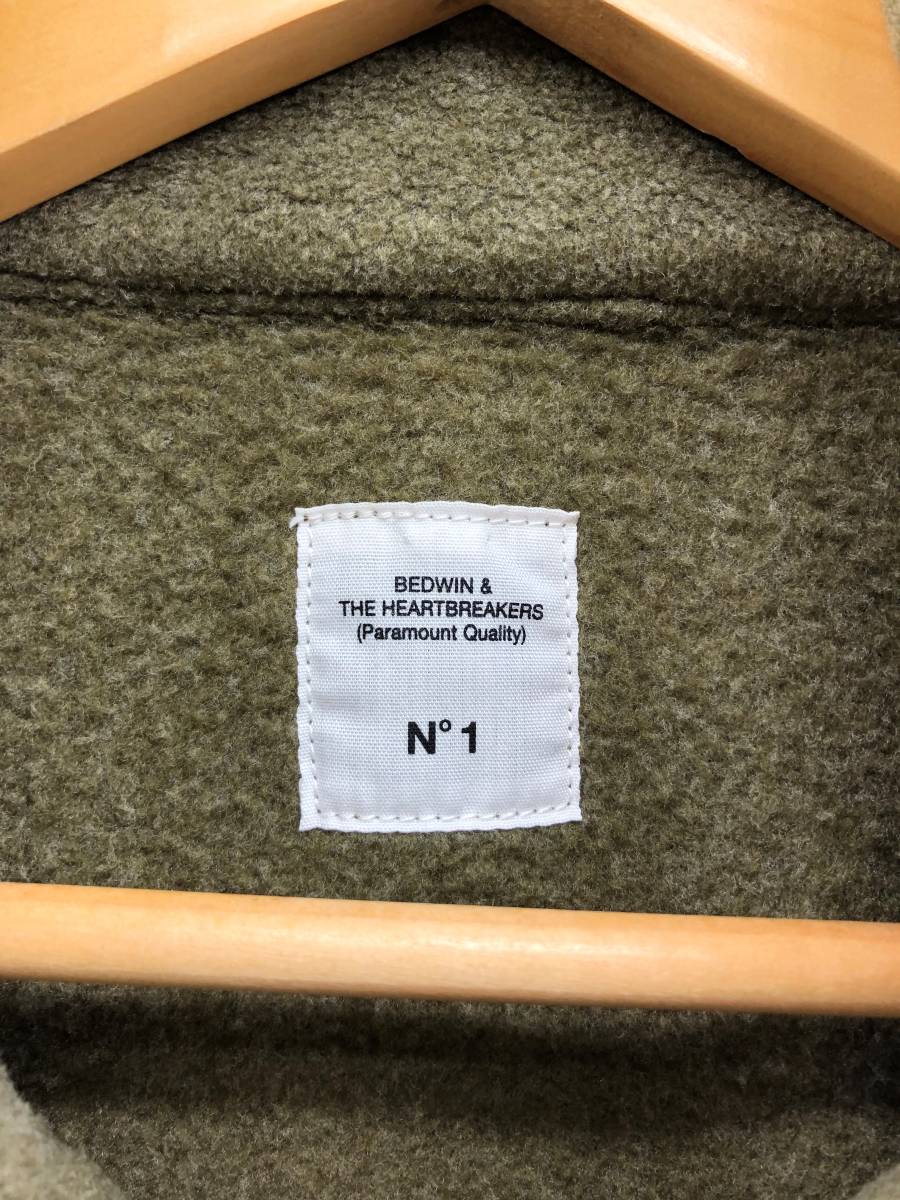 BEDWIN &
THE HEARTBREAKERS
(Paramount Quality)
N° 1